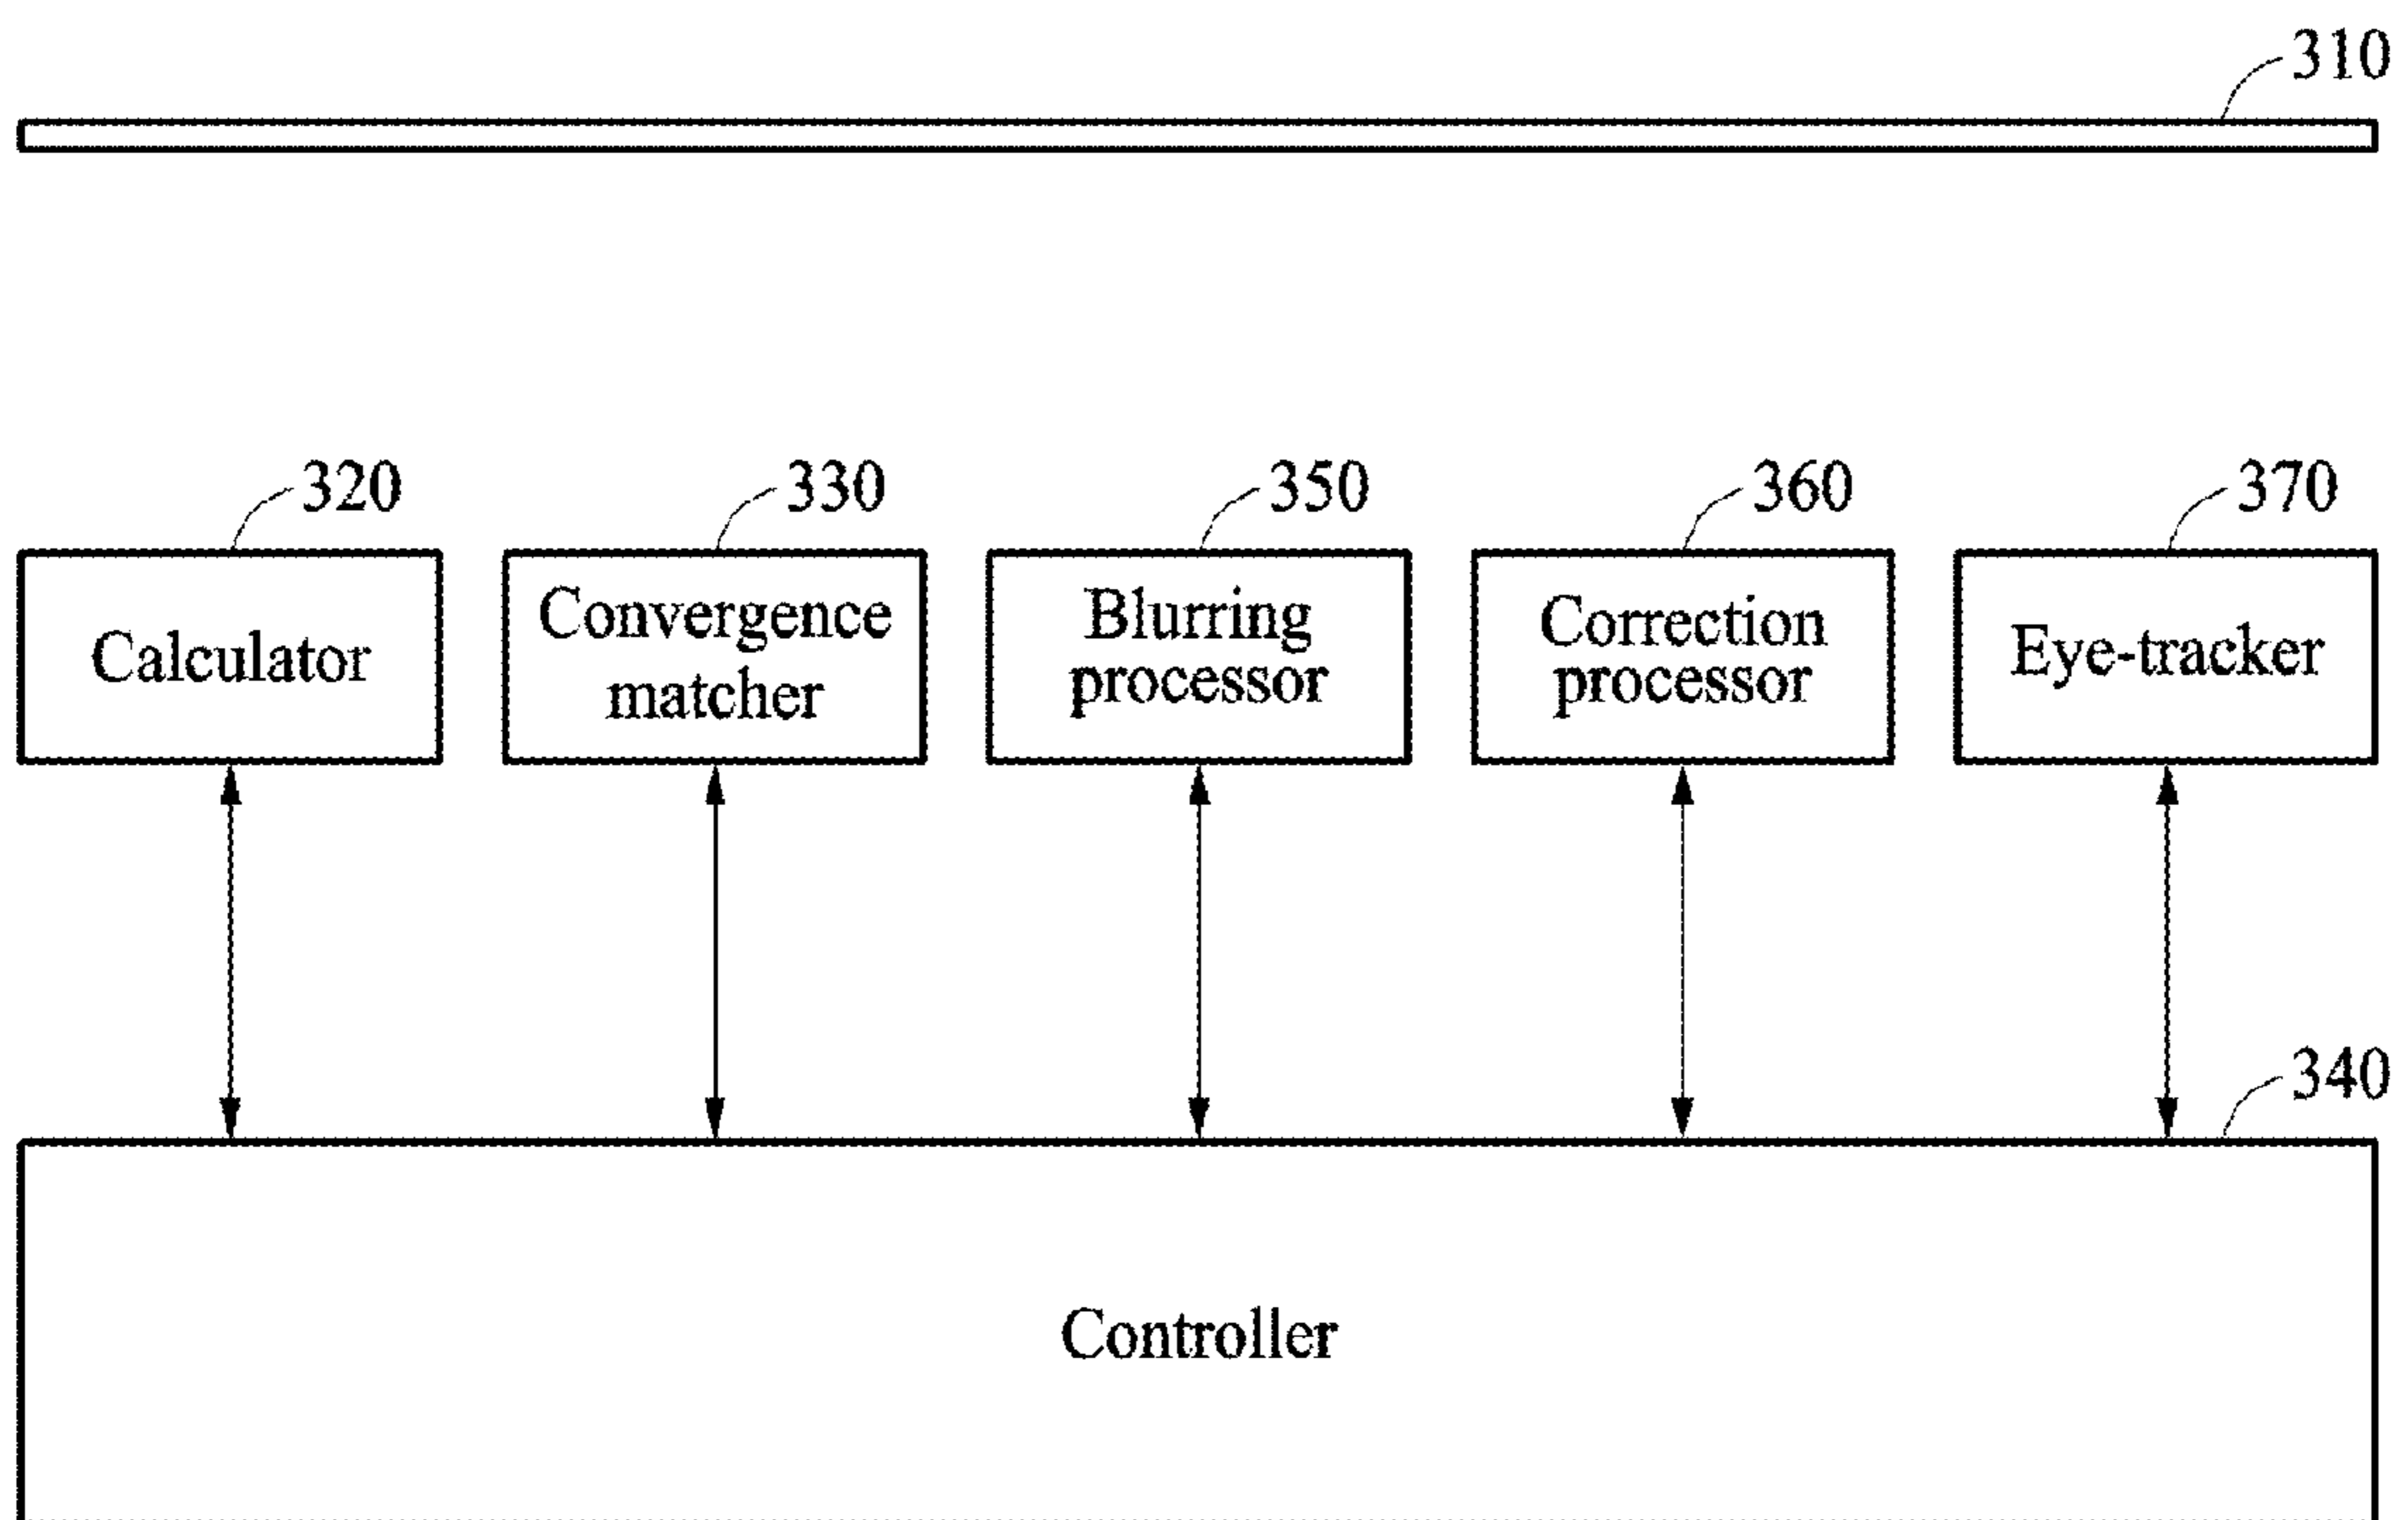 310
320
330
350
360
370
Calculator
Convergence
matcher
Blurring
processor
Correction
processor
Eye-tracker
340
Controller